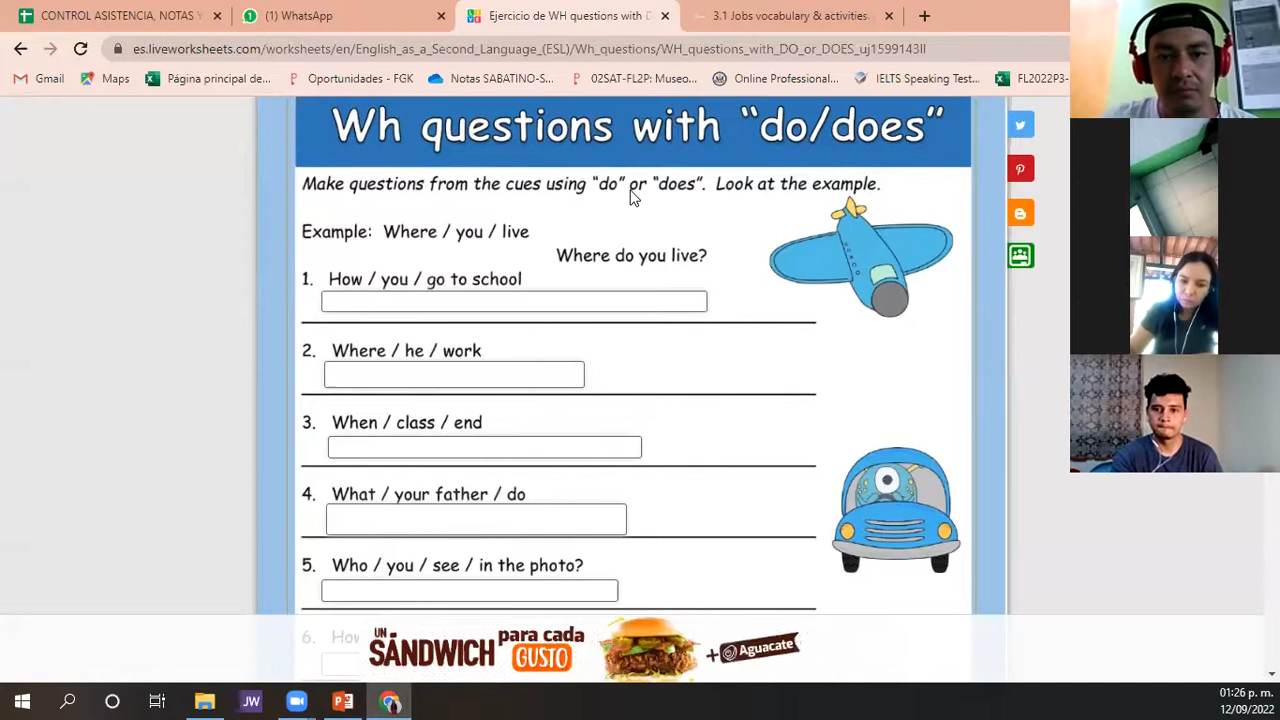 CONTROL ASISTENCIA, NOTAS Y
(1) WhatsApp
Ejercicio de WH questions with D
3.1 Jobs vocabulary & activities.
es.liveworksheets.com/worksheets/en/English_as_a_Second_Language_(ESL)/Wh_questions/WH_questions_with_DO_or_DOES_uj1599143ll
Gmail
Maps
Página principal de...
Oportunidades - FGK
Notas SABATINO-S...
02SAT-FL2P: Museo...
Online Professional...
IELTS Speaking Test...
FL2022P3-
Wh questions with “do/does”
Make questions from the cues using “do” or “does”. Look at the example.
Example: Where / you / live
Where do you live?
1. How / you / go to school
2. Where / he / work
3. When / class / end
4. What / your father / do
5. Who / you / see / in the photo?
6. How
UN SÁNDWICH para cada GUSTO + Aguacate
JW
01:26 p. m.
12/09/2022